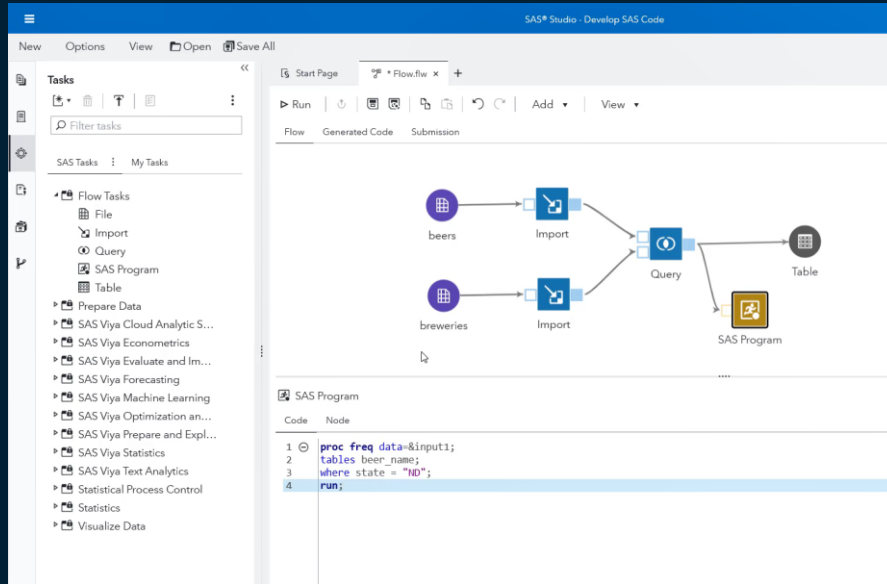 SAS® Studio - Develop SAS Code
New Options View Open Save All
Tasks
Filter tasks
SAS Tasks My Tasks
Flow Tasks
File
Import
Query
SAS Program
Table
Prepare Data
SAS Viya Cloud Analytic S...
SAS Viya Econometrics
SAS Viya Evaluate and Im...
SAS Viya Forecasting
SAS Viya Machine Learning
SAS Viya Optimization an...
SAS Viya Prepare and Expl...
SAS Viya Statistics
SAS Viya Text Analytics
Statistical Process Control
Statistics
Visualize Data
Start Page * Flow.flw × +
Run Add View
Flow Generated Code Submission
beers
Import
Query
Table
breweries
Import
SAS Program
SAS Program
Code Node
1 proc freq data=&input1;
2 tables beer_name;
3 where state = "ND";
4 run;